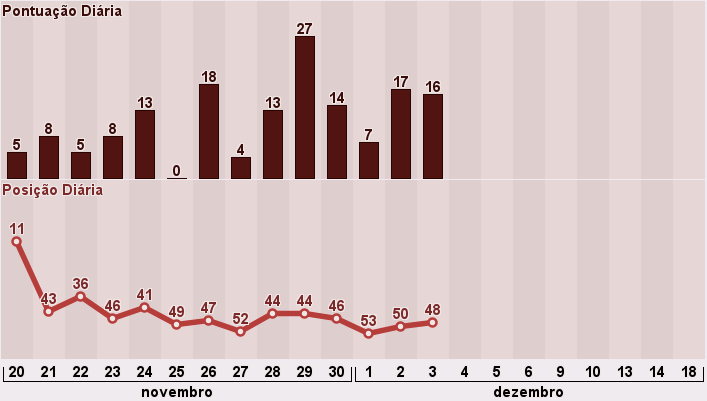 Pontuação Diária
5 8 5 8 13 0 18 4 13 27 14 7 17 16
Posição Diária
11 43 36 46 41 49 47 52 44 44 46 53 50 48
20 21 22 23 24 25 26 27 28 29 30 1 2 3 4 5 6 9 10 13 14 18
novembro dezembro